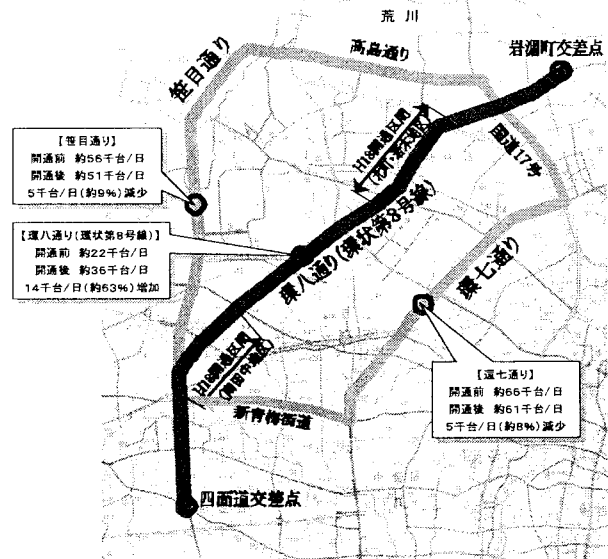 荒川
岩淵町交差点
笹目通り
高島通り
国道17号
H18開通区間
【笹目通り】
開通前 約56千台/日
開通後 約51千台/日
5千台/日(約9%)減少
【環八通り(環状第8号線)】
開通前 約22千台/日
開通後 約36千台/日
14千台/日(約63%)増加
環八通り(環状第8号線)
環七通り
H18開通区間
新青梅街道
【環七通り】
開通前 約66千台/日
開通後 約61千台/日
5千台/日(約8%)減少
四面道交差点